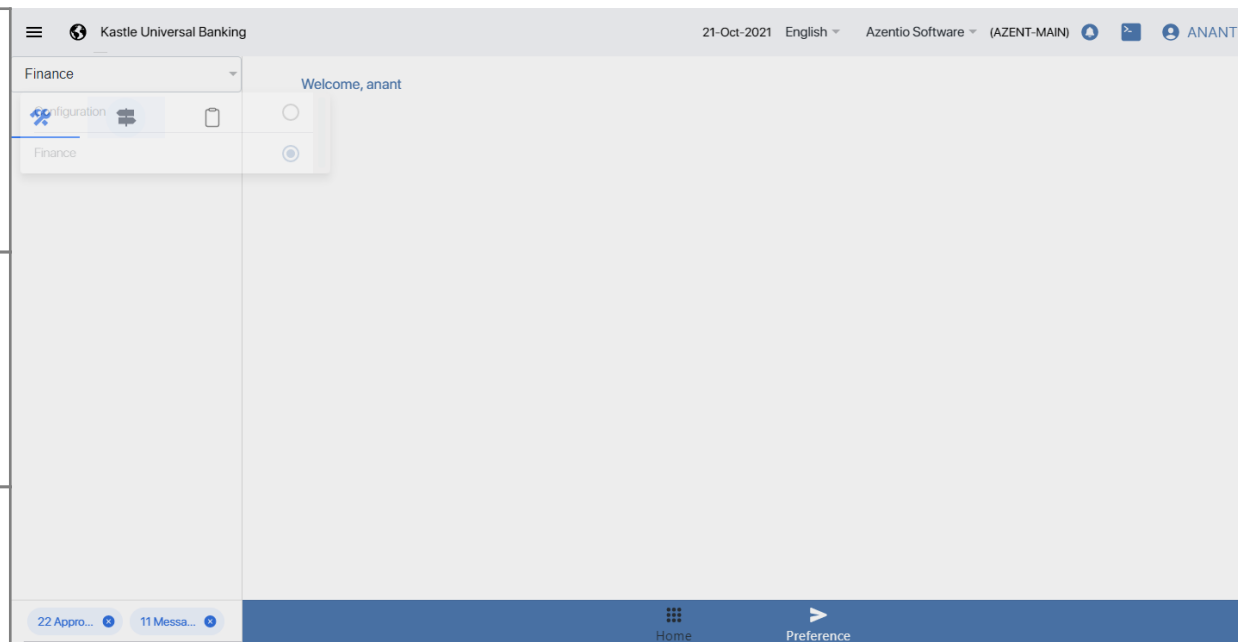 Kastle Universal Banking 21-Oct-2021 English Azentio Software (AZENT-MAIN) ANANT
Finance
Welcome, anant
Configuration
Finance
22 Appro... 11 Messa...
Home Preference